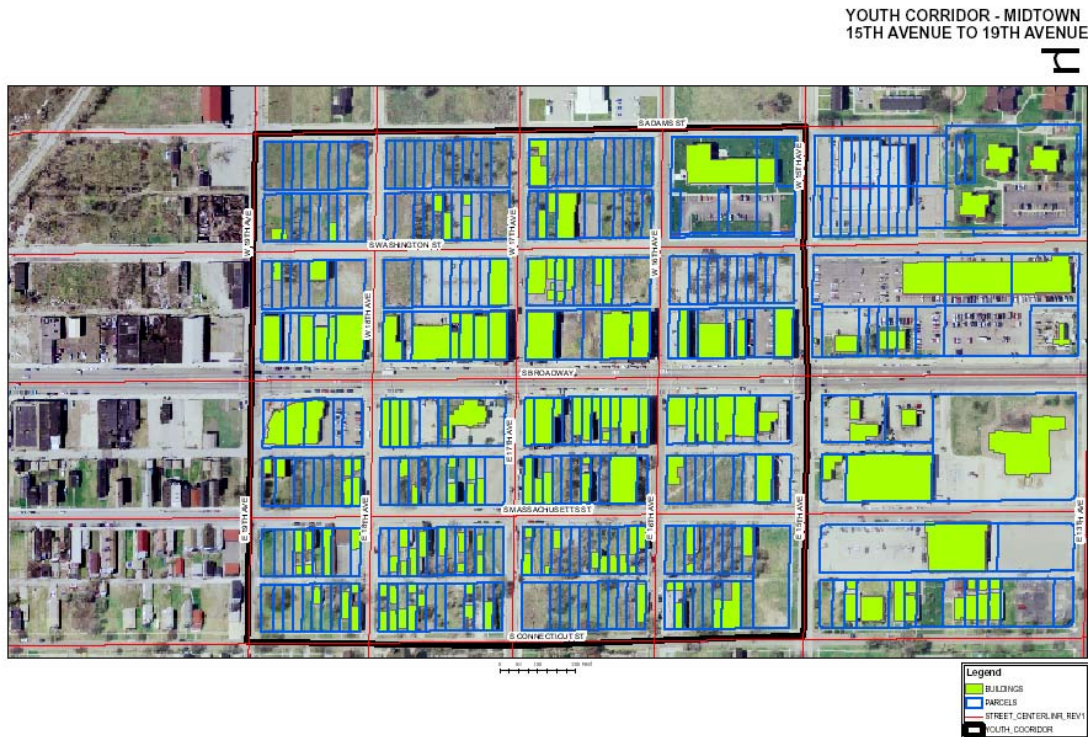 YOUTH CORRIDOR - MIDTOWN
15TH AVENUE TO 19TH AVENUE
S ADAMS ST
W 15TH AVE
W 19TH AVE
W 17TH AVE
W 16TH AVE
S WASHINGTON ST
W 18TH AVE
S BROADWAY
E 17TH AVE
E 19TH AVE
E 18TH AVE
E 16TH AVE
E 15TH AVE
E 13TH AVE
S MASSACHUSETTS ST
S CONNECTICUT ST
Legend
BUILDINGS
PARCELS
STREET_CENTERLINR_REV1
YOUTH_COORIDOR